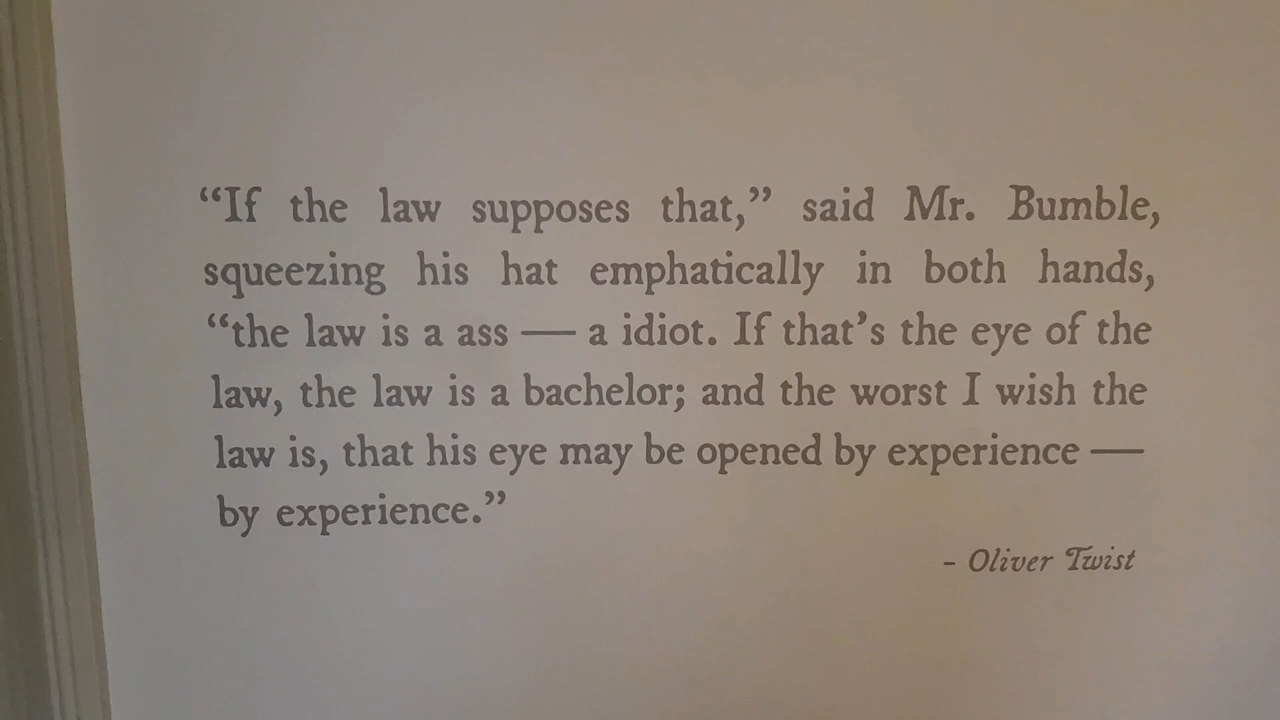 “If the law supposes that,” said Mr. Bumble,
squeezing his hat emphatically in both hands,
“the law is a ass — a idiot. If that’s the eye of the
law, the law is a bachelor; and the worst I wish the
law is, that his eye may be opened by experience —
by experience.”
- Oliver Twist